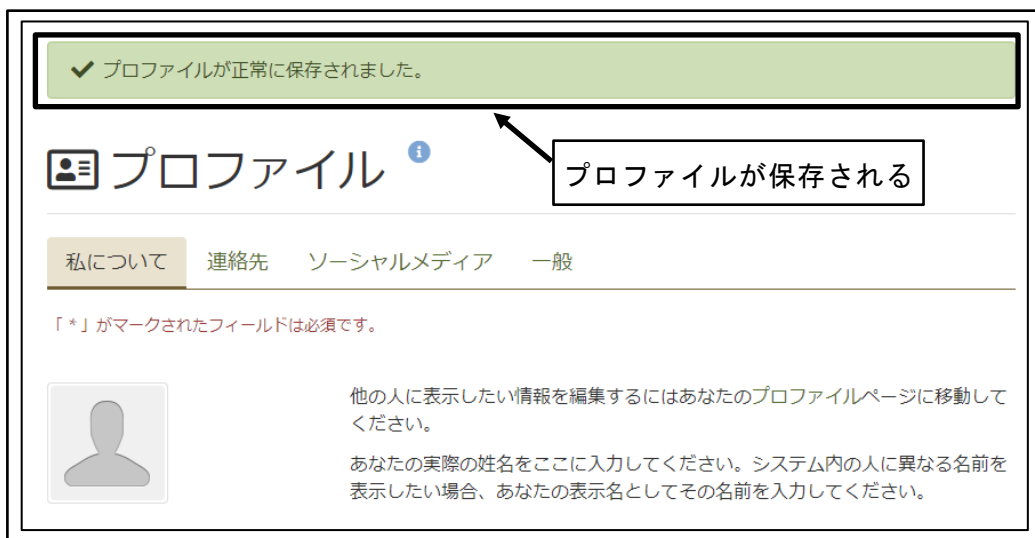 プロファイルが正常に保存されました。
プロファイル
プロファイルが保存される
私について 連絡先 ソーシャルメディア 一般
「*」がマークされたフィールドは必須です。
他の人に表示したい情報を編集するにはあなたのプロファイルページに移動して
ください。
あなたの実際の姓名をここに入力してください。システム内の人に異なる名前を
表示したい場合、あなたの表示名としてその名前を入力してください。